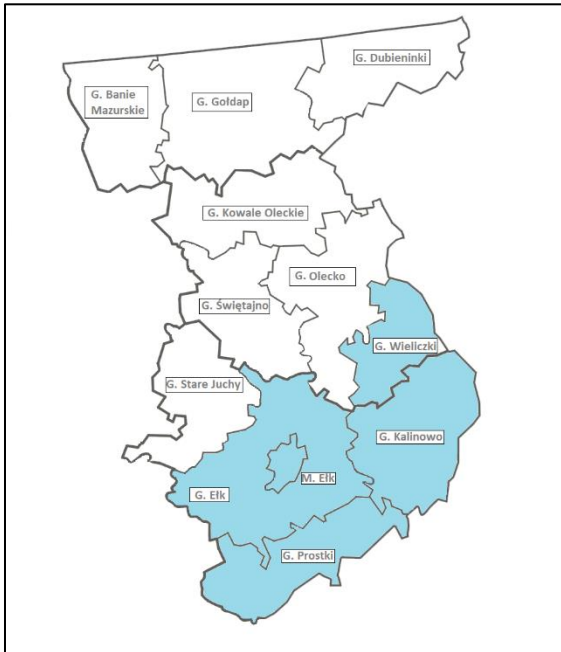 G. Dubieninki
G. Banie
Mazurskie
G. Gołdap
G. Kowale Oleckie
G. Olecko
G. Świętajno
G. Wieliczki
G. Stare Juchy
G. Kalinowo
M. Ełk
G. Ełk
G. Prostki